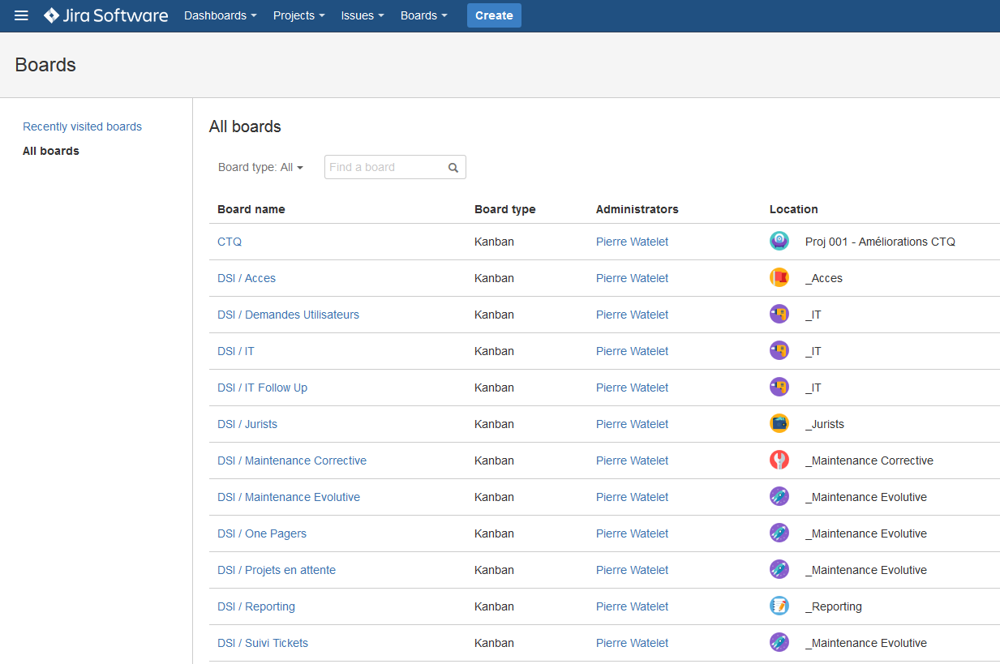 Jira Software Dashboards Projects Issues Boards Create
Boards
Recently visited boards
All boards
All boards
Board type: All Find a board
Board name Board type Administrators Location
CTQ Kanban Pierre Watelet Proj 001 - Améliorations CTQ
DSI / Acces Kanban Pierre Watelet _Acces
DSI / Demandes Utilisateurs Kanban Pierre Watelet _IT
DSI / IT Kanban Pierre Watelet _IT
DSI / IT Follow Up Kanban Pierre Watelet _IT
DSI / Jurists Kanban Pierre Watelet _Jurists
DSI / Maintenance Corrective Kanban Pierre Watelet _Maintenance Corrective
DSI / Maintenance Evolutive Kanban Pierre Watelet _Maintenance Evolutive
DSI / One Pagers Kanban Pierre Watelet _Maintenance Evolutive
DSI / Projets en attente Kanban Pierre Watelet _Maintenance Evolutive
DSI / Reporting Kanban Pierre Watelet _Reporting
DSI / Suivi Tickets Kanban Pierre Watelet _Maintenance Evolutive